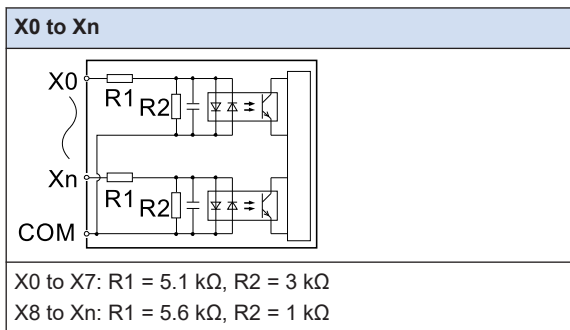 X0 to Xn
X0
R1
R2
Xn
R1
R2
COM
X0 to X7: R1 = 5.1 kΩ, R2 = 3 kΩ
X8 to Xn: R1 = 5.6 kΩ, R2 = 1 kΩ